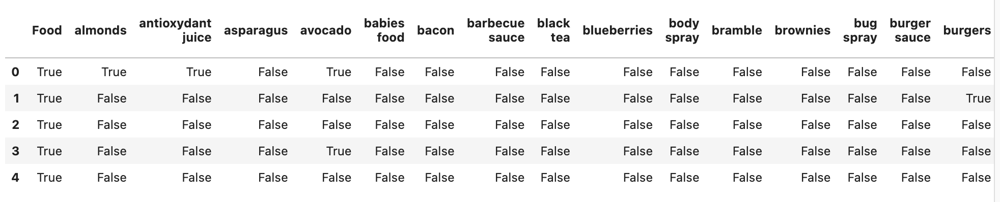 Food almonds antioxydant juice asparagus avocado babies food bacon barbecue sauce black tea blueberries body spray bramble brownies bug spray burger sauce burgers
0 True True True False True False False False False False False False False False False False
1 True False False False False False False False False False False False False False False True
2 True False False False False False False False False False False False False False False False
3 True False False False True False False False False False False False False False False False
4 True False False False False False False False False False False False False False False False